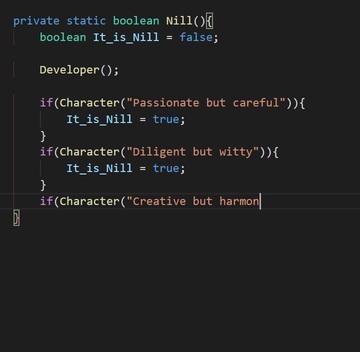 private static boolean Nill(){
boolean It_is_Nill = false;
Developer();
if(Character("Passionate but careful")){
It_is_Nill = true;
}
if(Character("Diligent but witty")){
It_is_Nill = true;
}
if(Character("Creative but harmon
}